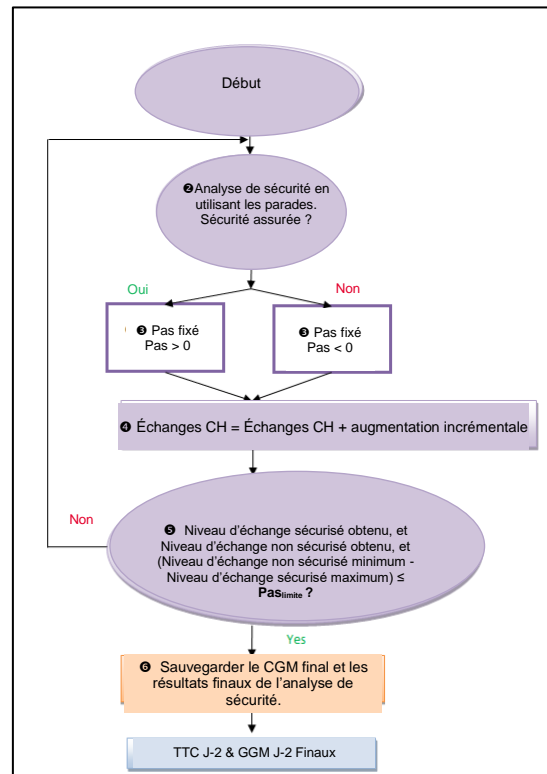 Début
❷Analyse de sécurité en
utilisant les parades.
Sécurité assurée ?
Oui
Non
❸ Pas fixé
Pas > 0
❸ Pas fixé
Pas < 0
❹ Échanges CH = Échanges CH + augmentation incrémentale
Non
❺ Niveau d'échange sécurisé obtenu, et
Niveau d'échange non sécurisé obtenu, et
(Niveau d'échange non sécurisé minimum -
Niveau d'échange sécurisé maximum) ≤
Paslimite ?
Yes
❻ Sauvegarder le CGM final et les
résultats finaux de l'analyse de
sécurité.
TTC J-2 & GGM J-2 Finaux